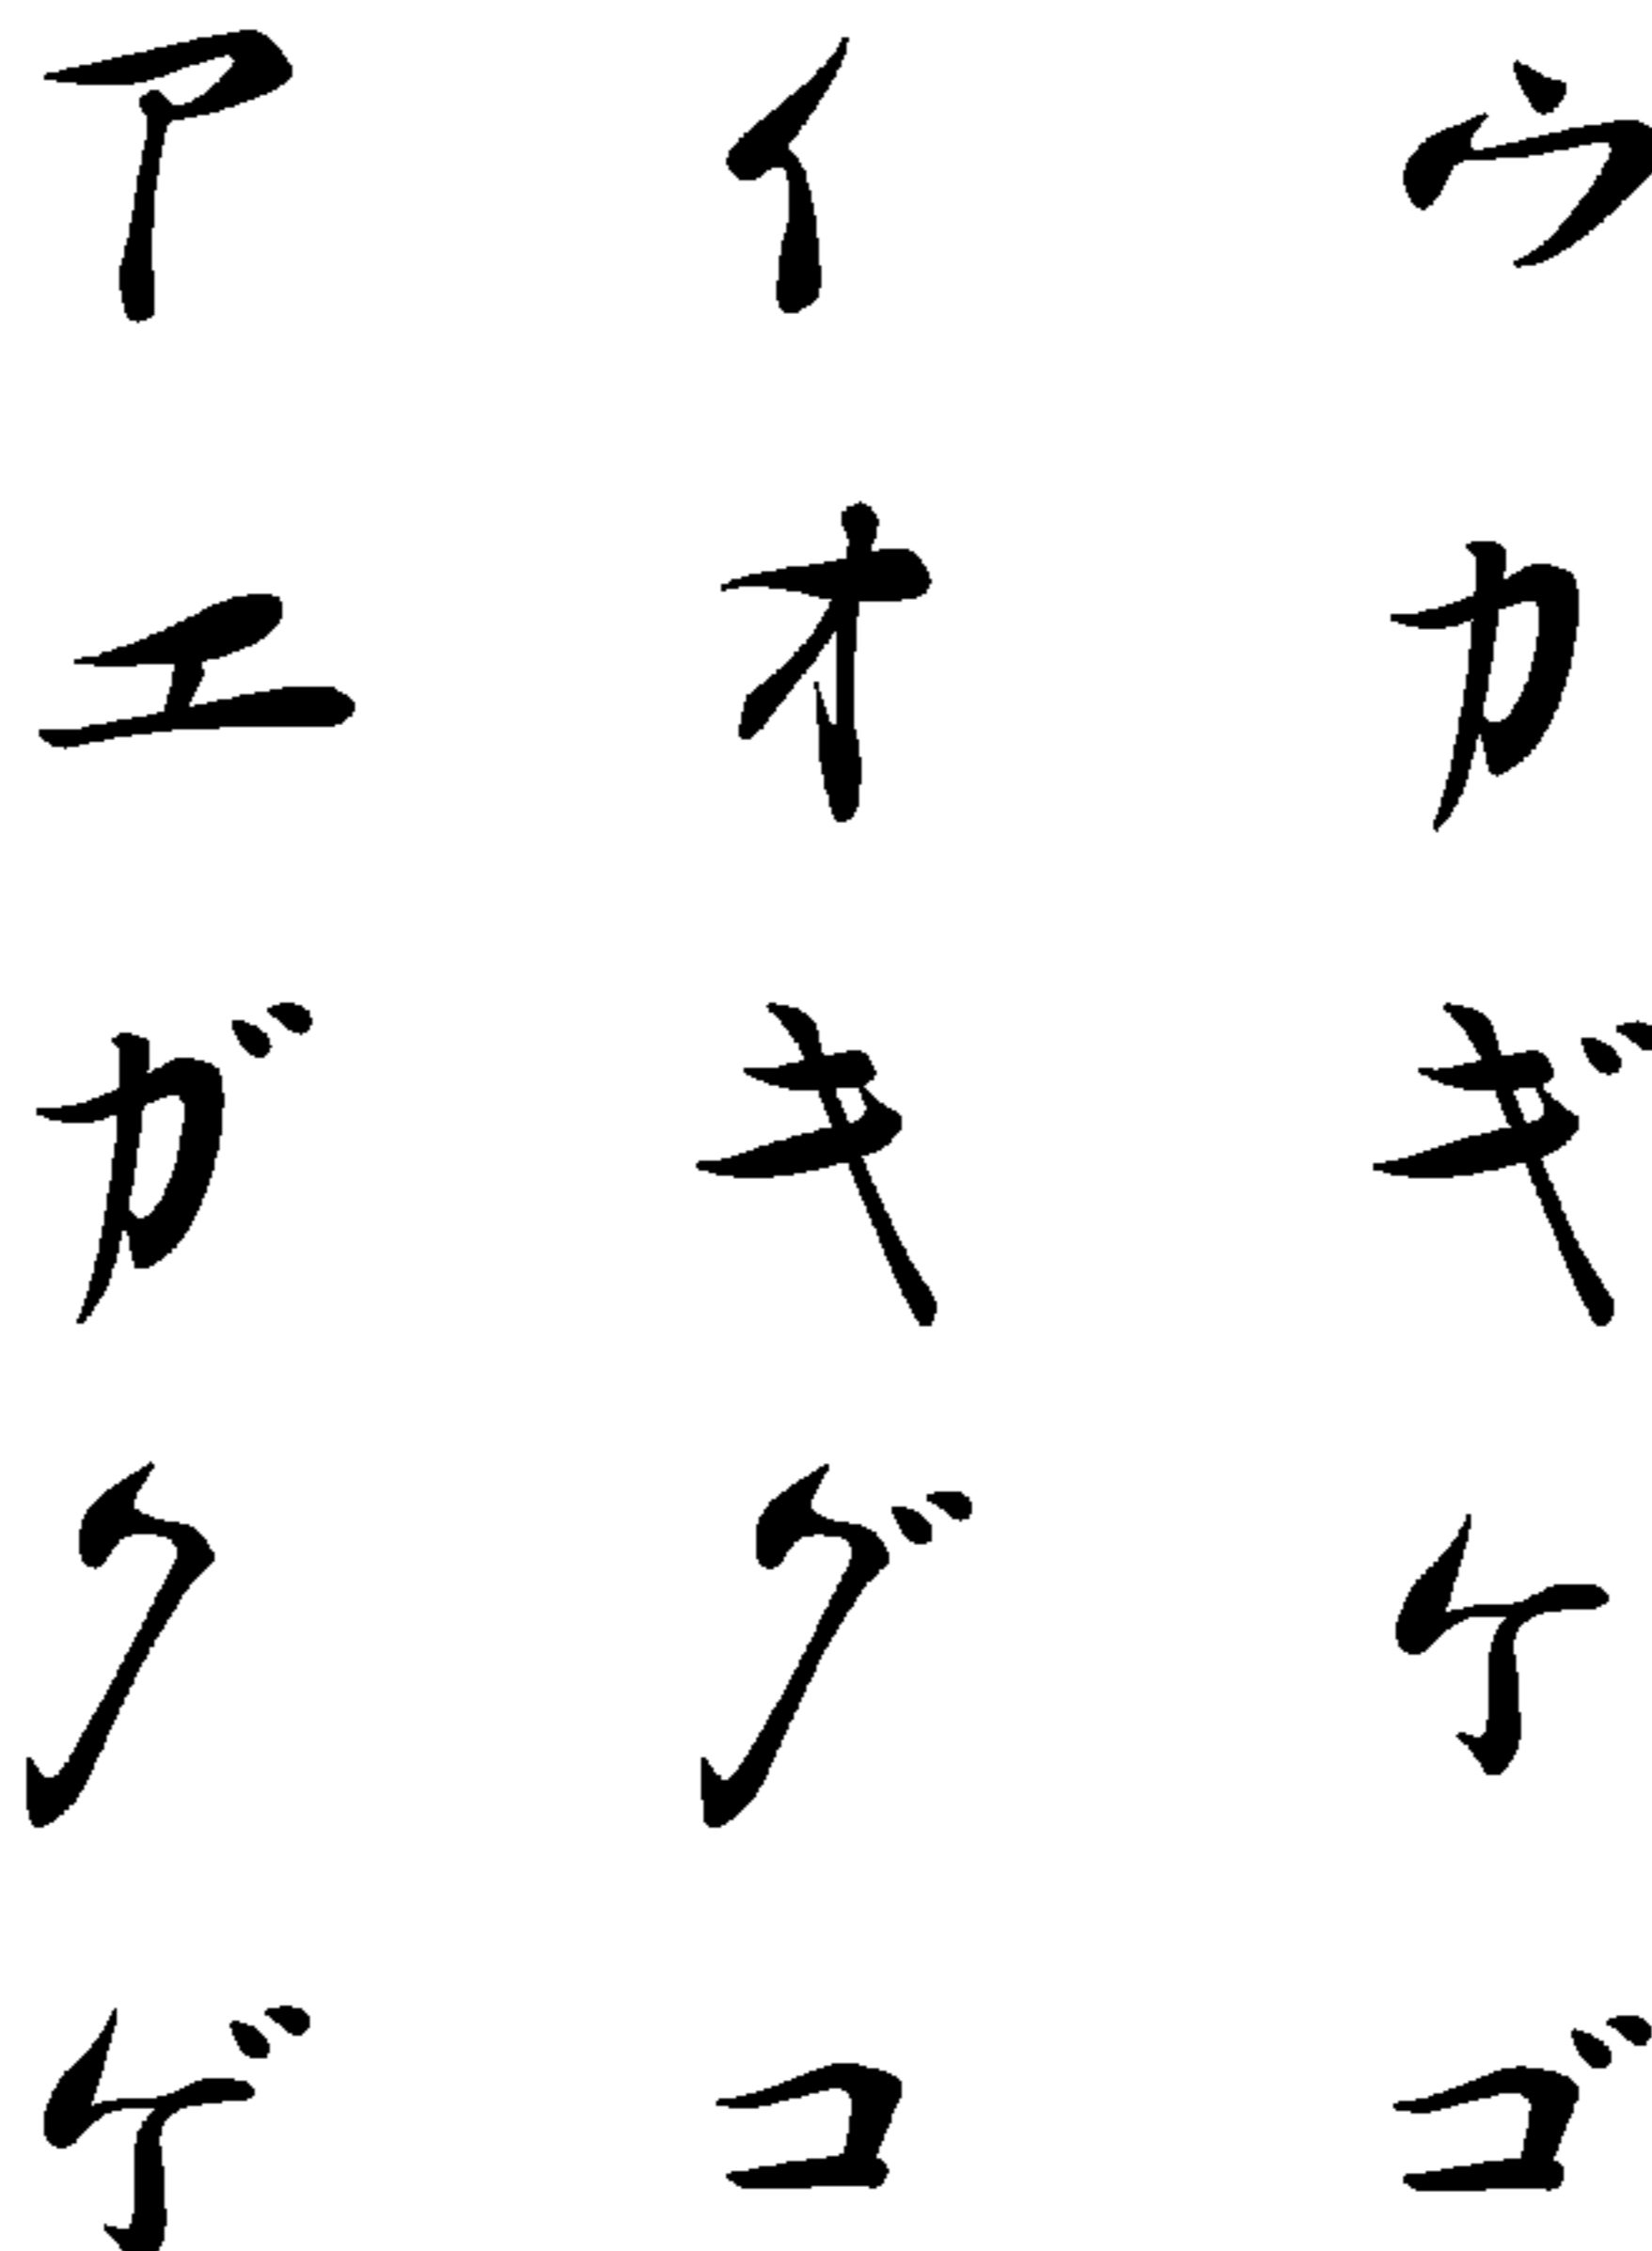 ア イ ウ
エ オ カ
ガ キ ギ
ク グ ケ
ゲ コ ゴ